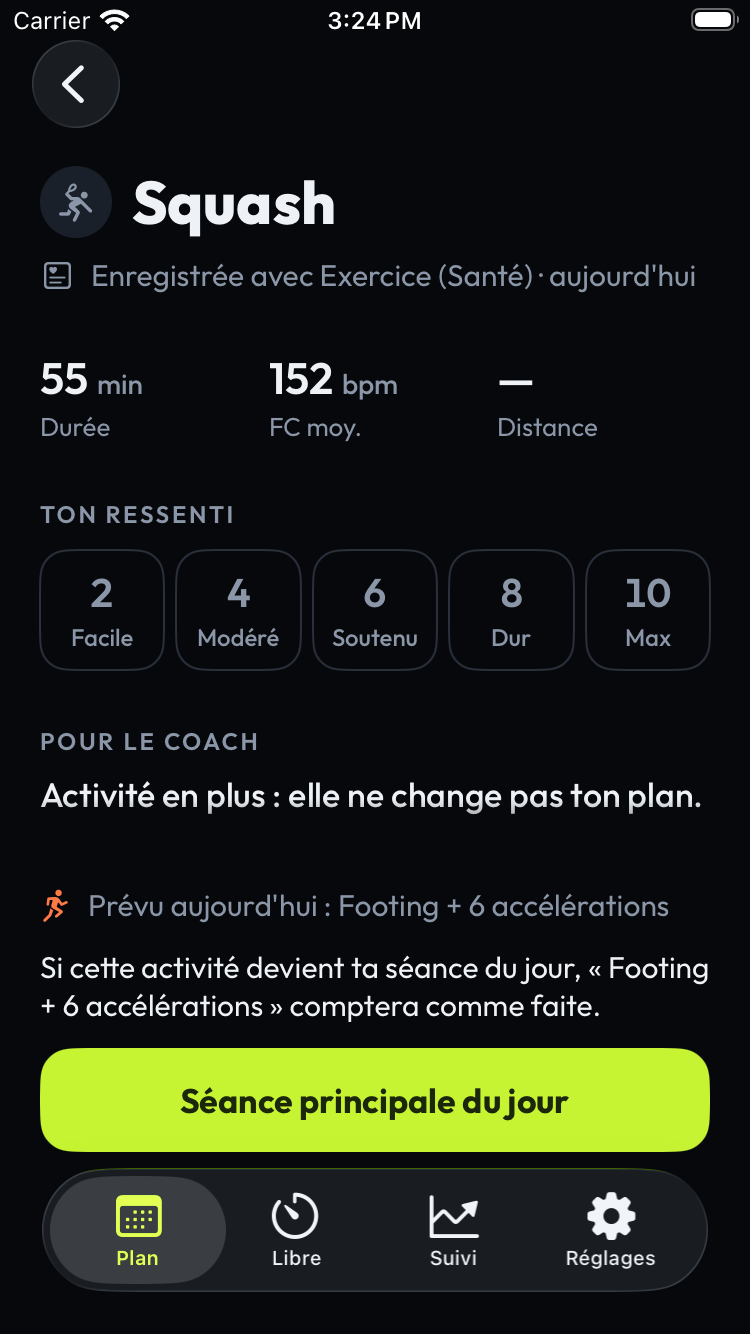 Carrier
3:24 PM
Squash
Enregistrée avec Exercice (Santé) · aujourd'hui
55 min
152 bpm
—
Durée
FC moy.
Distance
TON RESSENTI
2
4
6
8
10
Facile
Modéré
Soutenu
Dur
Max
POUR LE COACH
Activité en plus : elle ne change pas ton plan.
Prévu aujourd'hui : Footing + 6 accélérations
Si cette activité devient ta séance du jour, « Footing
+ 6 accélérations » comptera comme faite.
Séance principale du jour
Plan
Libre
Suivi
Réglages